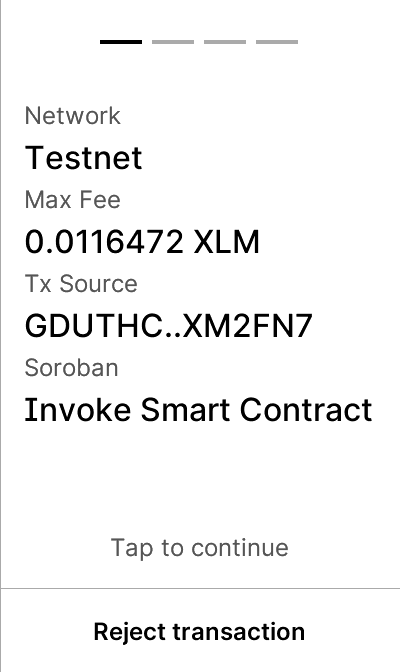 Network
Testnet
Max Fee
0.0116472 XLM
Tx Source
GDUTHC..XM2FN7
Soroban
Invoke Smart Contract
Tap to continue
Reject transaction